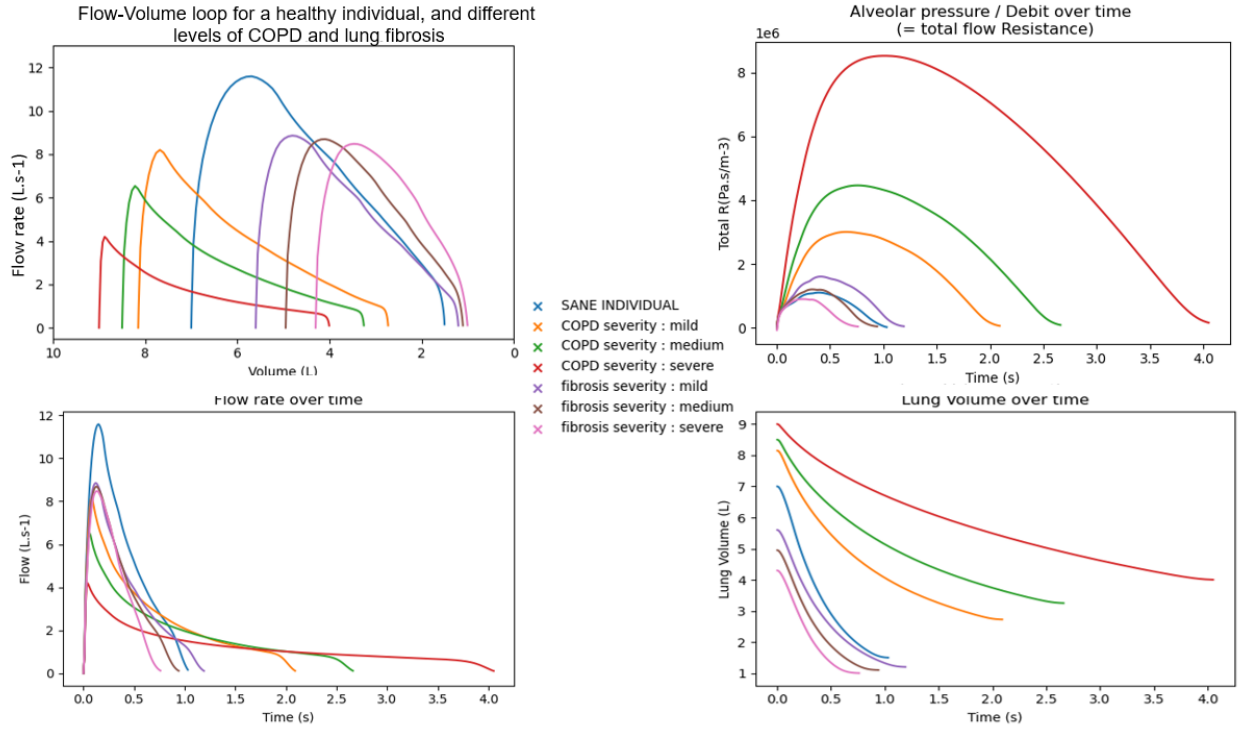 Flow-Volume loop for a healthy individual, and different
levels of COPD and lung fibrosis
Flow rate (L.s-1)
12
10
8
6
4
2
0
10
8
6
4
2
0
Volume (L)
Alveolar pressure / Debit over time
(= total flow Resistance)
1e6
Total R(Pa.s/m-3)
8
6
4
2
0
0.0
0.5
1.0
1.5
2.0
2.5
3.0
3.5
4.0
Time (s)
SANE INDIVIDUAL
COPD severity : mild
COPD severity : medium
COPD severity : severe
fibrosis severity : mild
fibrosis severity : medium
fibrosis severity : severe
Flow rate over time
Flow (L.s-1)
12
10
8
6
4
2
0
0.0
0.5
1.0
1.5
2.0
2.5
3.0
3.5
4.0
Time (s)
Lung Volume over time
Lung Volume (L)
9
8
7
6
5
4
3
2
1
0.0
0.5
1.0
1.5
2.0
2.5
3.0
3.5
4.0
Time (s)